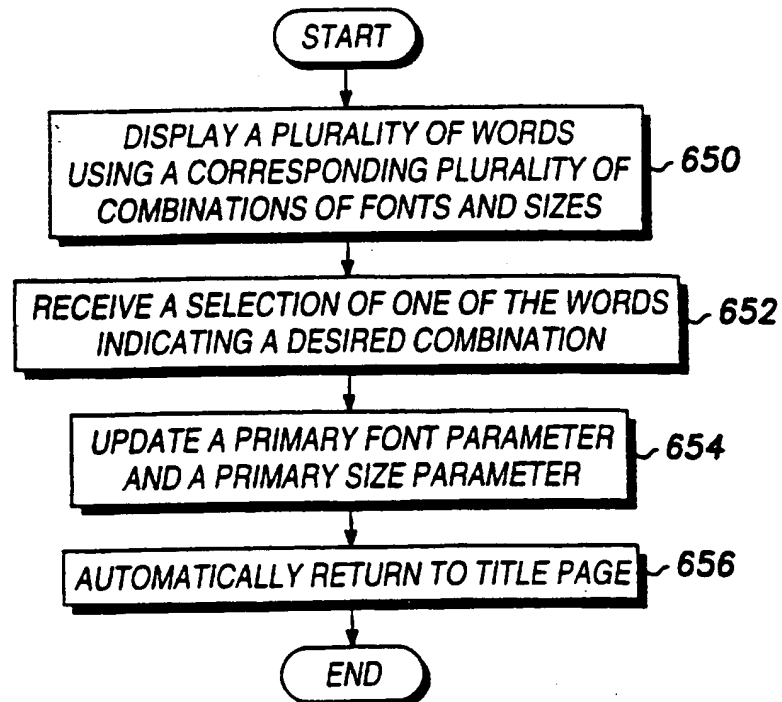 START
DISPLAY A PLURALITY OF WORDS
USING A CORRESPONDING PLURALITY OF
COMBINATIONS OF FONTS AND SIZES
650
RECEIVE A SELECTION OF ONE OF THE WORDS
INDICATING A DESIRED COMBINATION
652
UPDATE A PRIMARY FONT PARAMETER
AND A PRIMARY SIZE PARAMETER
654
AUTOMATICALLY RETURN TO TITLE PAGE
656
END